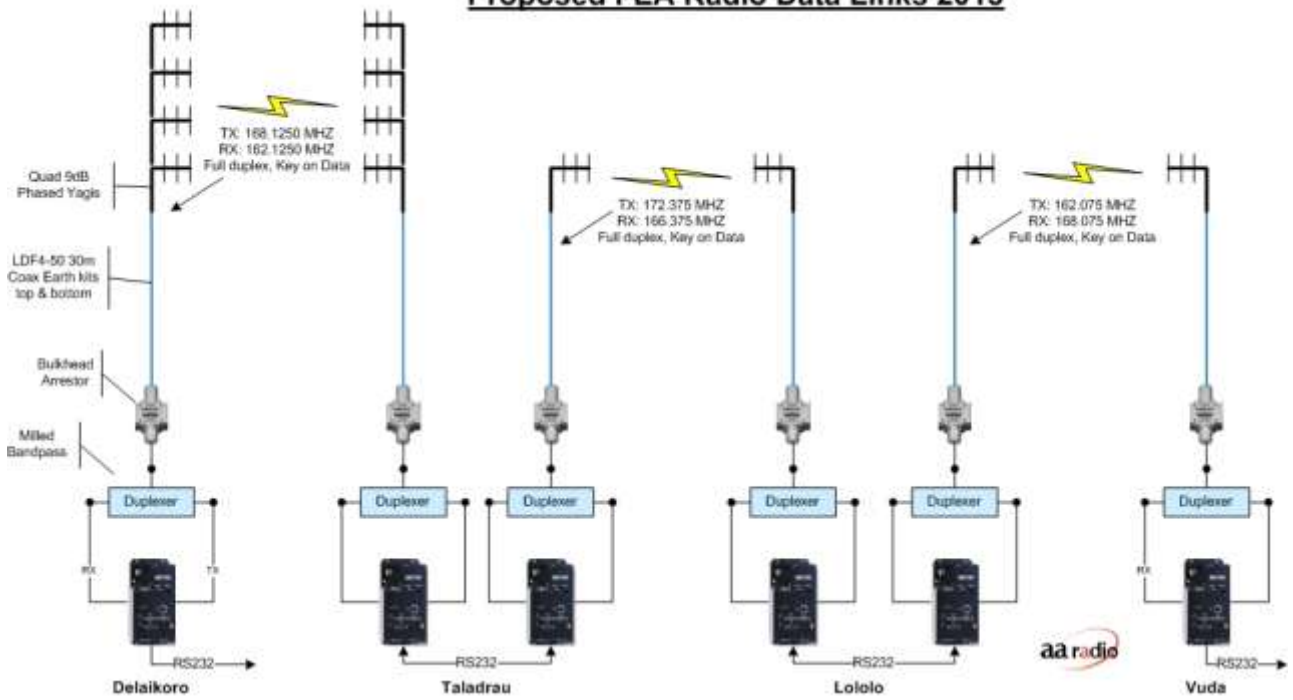 Proposed FEA Radio Data Links 2013
TX: 168.1250 MHZ
RX: 162.1250 MHZ
Full duplex, Key on Data
Quad 9dB
Phased Yagis
TX: 172.375 MHZ
RX: 166.375 MHZ
Full duplex, Key on Data
TX: 162.075 MHZ
RX: 168.075 MHZ
Full duplex, Key on Data
LDF4-50 30m
Coax Earth kits
top & bottom
Bulkhead
Arrestor
Milled
Bandpass
Duplexer
Duplexer
Duplexer
Duplexer
Duplexer
Duplexer
RX
TX
RX
RS232
RS232
RS232
RS232
aa radio
Delaikoro
Taladrau
Lololo
Vuda